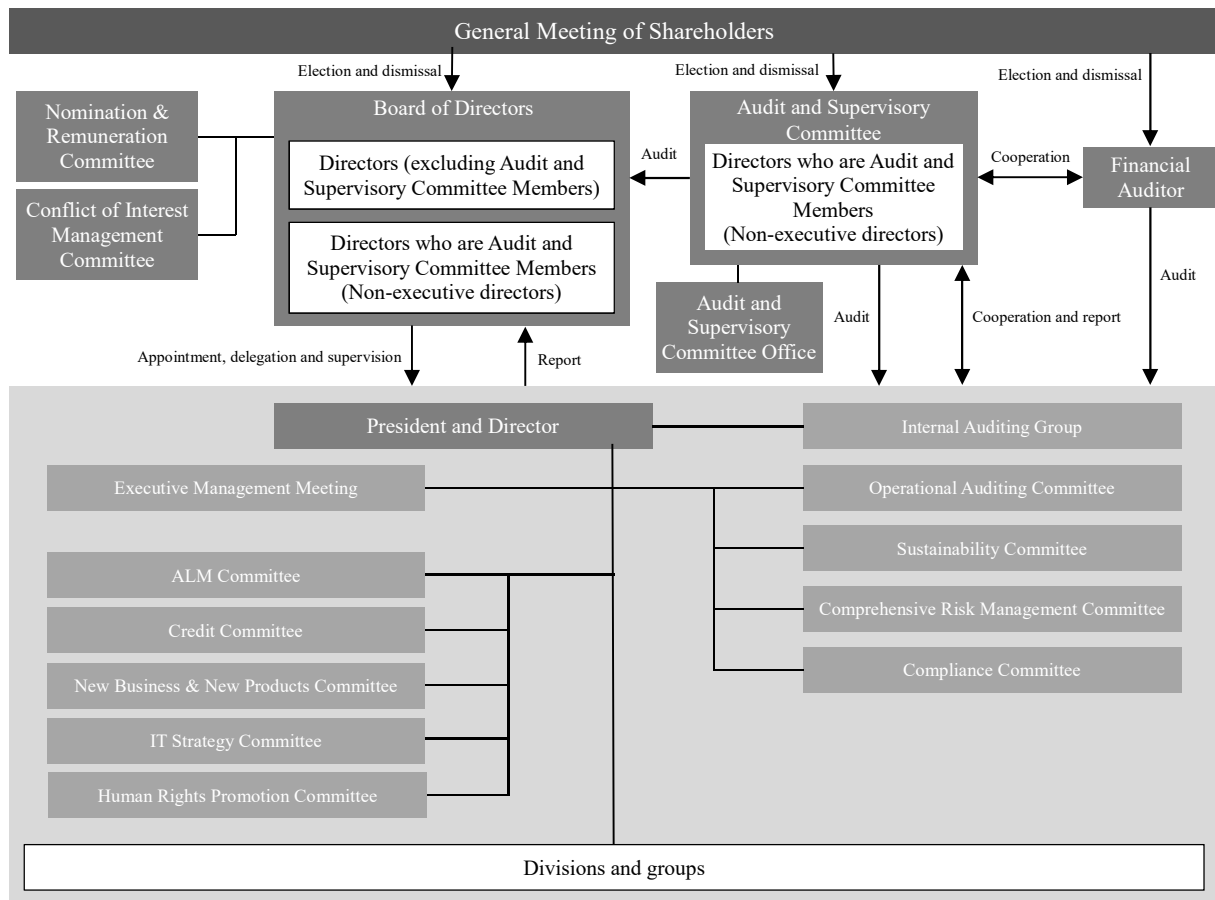 General Meeting of Shareholders
Election and dismissal
Election and dismissal
Election and dismissal
Nomination &
Remuneration
Committee
Conflict of Interest
Management
Committee
Board of Directors
Directors (excluding Audit and
Supervisory Committee Members)
Directors who are Audit and
Supervisory Committee Members
(Non-executive directors)
Audit
Audit and Supervisory
Committee
Directors who are Audit and
Supervisory Committee
Members
(Non-executive directors)
Cooperation
Financial
Auditor
Audit and
Supervisory
Committee Office
Audit
Cooperation and report
Audit
Appointment, delegation and supervision
Report
President and Director
Internal Auditing Group
Executive Management Meeting
Operational Auditing Committee
Sustainability Committee
Comprehensive Risk Management Committee
Compliance Committee
ALM Committee
Credit Committee
New Business & New Products Committee
IT Strategy Committee
Human Rights Promotion Committee
Divisions and groups